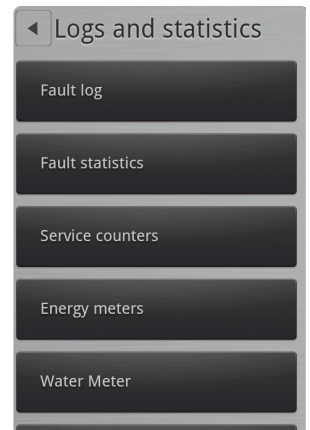 Logs and statistics
Fault log
Fault statistics
Service counters
Energy meters
Water Meter